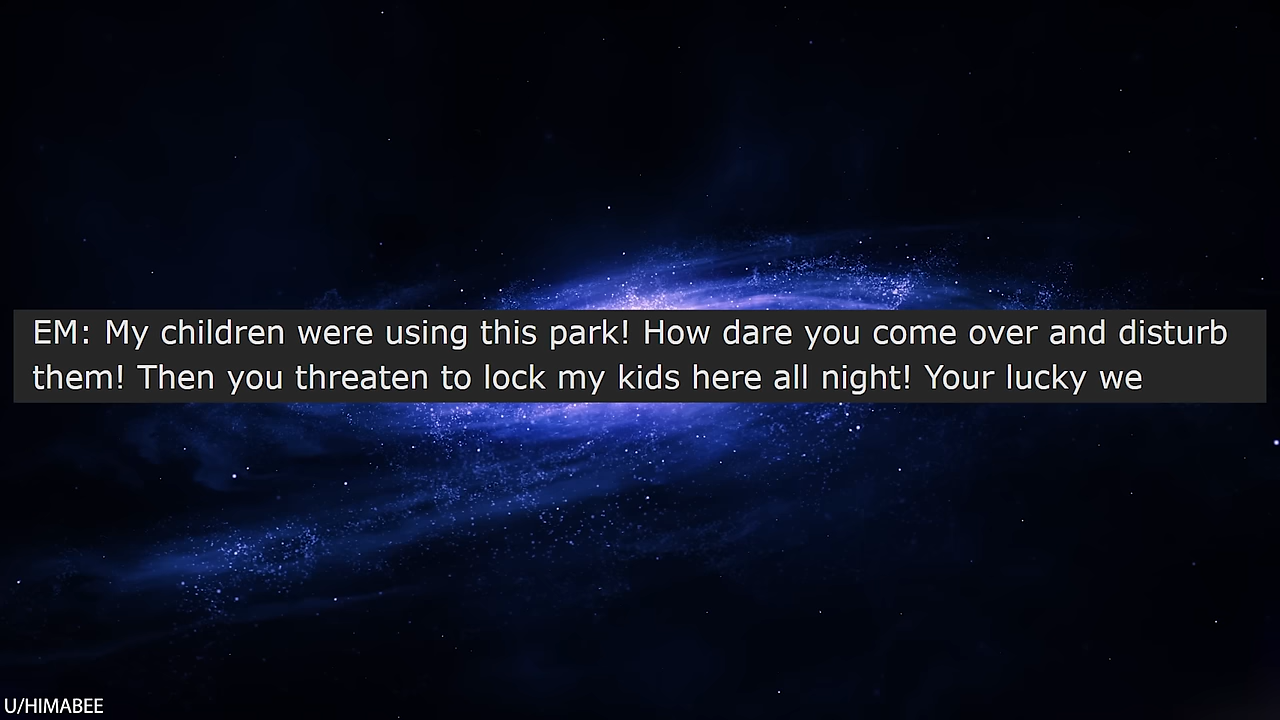 EM: My children were using this park! How dare you come over and disturb
them! Then you threaten to lock my kids here all night! Your lucky we
U/HIMABEE